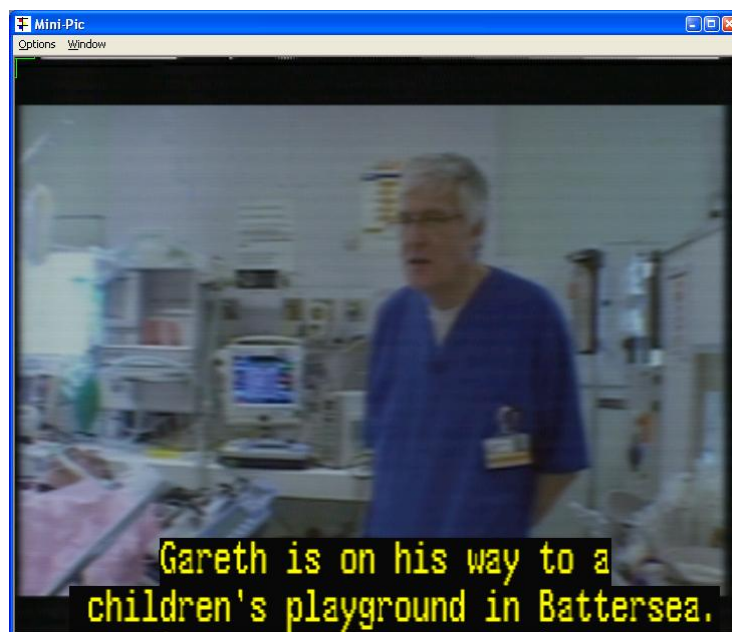 Mini-Pic
Options Window
Gareth is on his way to a
children's playground in Battersea.